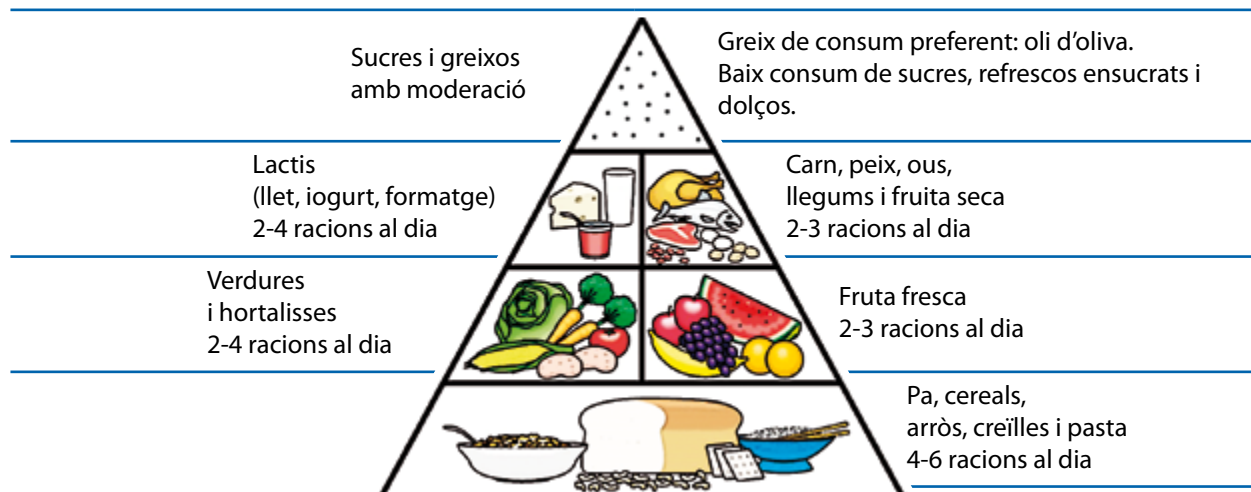 Sucres i greixos
amb moderació
Greix de consum preferent: oli d’oliva.
Baix consum de sucres, refrescos ensucrats i
dolços.
Lactis
(llet, iogurt, formatge)
2-4 racions al dia
Carn, peix, ous,
llegums i fruita seca
2-3 racions al dia
Verdures
i hortalisses
2-4 racions al dia
Fruta fresca
2-3 racions al dia
Pa, cereals,
arròs, creïlles i pasta
4-6 racions al dia